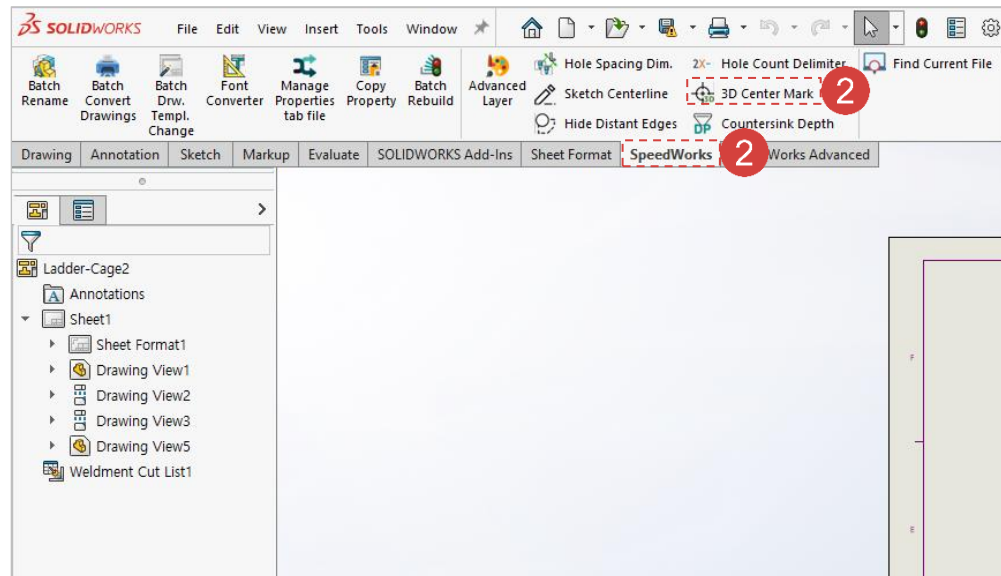 SOLIDWORKS File Edit View Insert Tools Window
Batch Rename
Batch Convert Drawings
Batch Drw. Templ. Change
Font Converter
Manage Properties tab file
Copy Property
Batch Rebuild
Advanced Layer
Hole Spacing Dim. 2X- Hole Count Delimiter Find Current File
Sketch Centerline 3D 3D Center Mark 2
Hide Distant Edges DP Countersink Depth
Drawing Annotation Sketch Markup Evaluate SOLIDWORKS Add-Ins Sheet Format SpeedWorks 2 Works Advanced
Ladder-Cage2
A Annotations
Sheet1
Sheet Format1
Drawing View1
Drawing View2
Drawing View3
Drawing View5
Weldment Cut List1
F
E